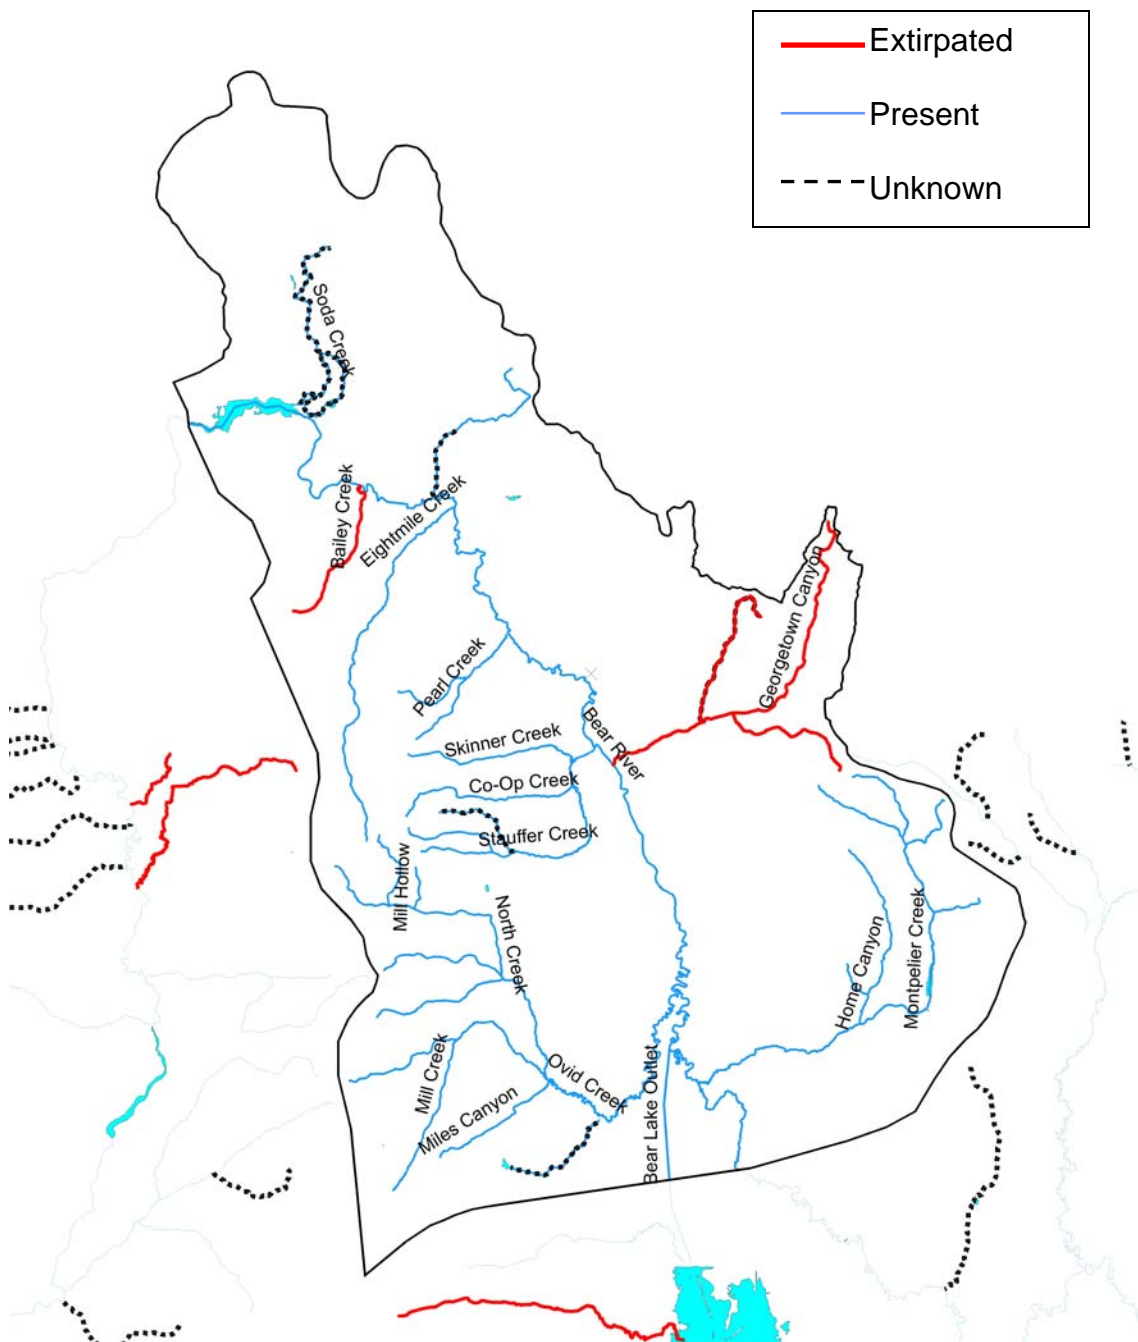 Extirpated
Present
Unknown
Soda Creek
Bailey Creek
Eightmile Creek
Georgetown Canyon
Pearl Creek
Bear River
Skinner Creek
Co-Op Creek
Stauffer Creek
Mill Hollow
North Creek
Home Canyon
Montpelier Creek
Mill Creek
Miles Canyon
Ovid Creek
Bear Lake Outlet